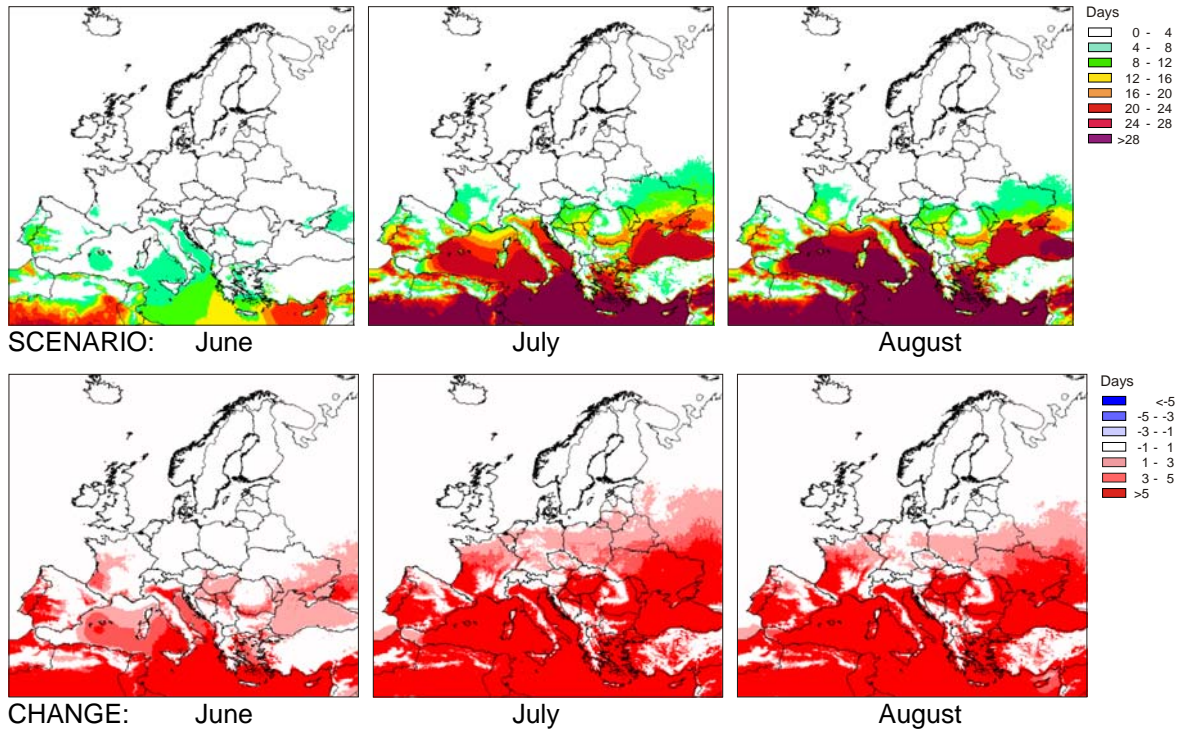 Days
0 - 4
4 - 8
8 - 12
12 - 16
16 - 20
20 - 24
24 - 28
>28
SCENARIO: June July August
Days
<-5
-5 - -3
-3 - -1
-1 - 1
1 - 3
3 - 5
>5
CHANGE: June July August